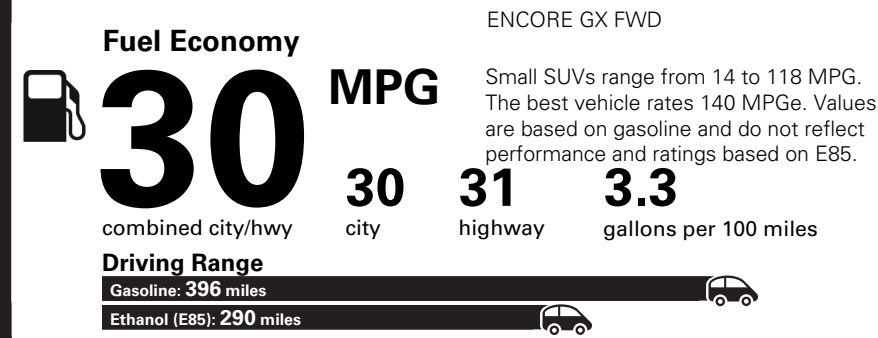 ENCORE GX FWD
Fuel Economy
30
MPG
Small SUVs range from 14 to 118 MPG.
The best vehicle rates 140 MPGe. Values
are based on gasoline and do not reflect
performance and ratings based on E85.
combined city/hwy
30
city
31
highway
3.3
gallons per 100 miles
Driving Range
Gasoline: 396 miles
Ethanol (E85): 290 miles